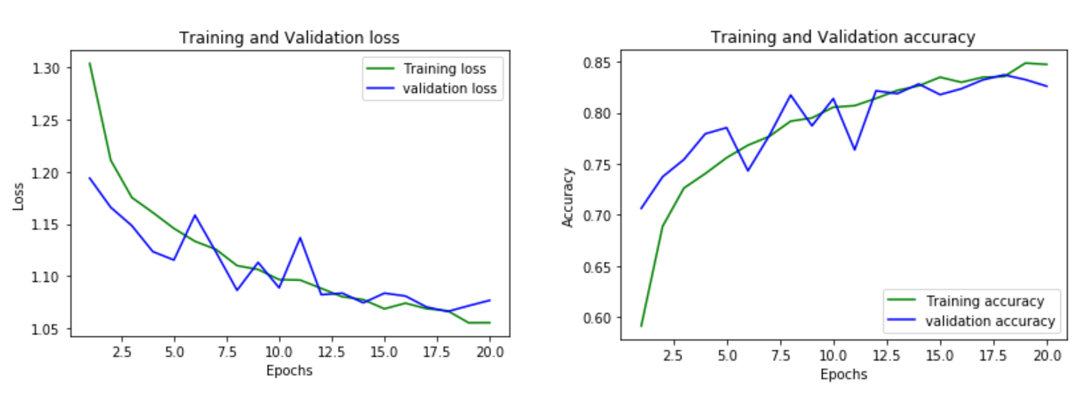 Training and Validation loss
1.30
1.25
1.20
1.15
1.10
1.05
Loss
Training loss
validation loss
2.5 5.0 7.5 10.0 12.5 15.0 17.5 20.0
Epochs
Training and Validation accuracy
0.85
0.80
0.75
0.70
0.65
0.60
Accuracy
Training accuracy
validation accuracy
2.5 5.0 7.5 10.0 12.5 15.0 17.5 20.0
Epochs